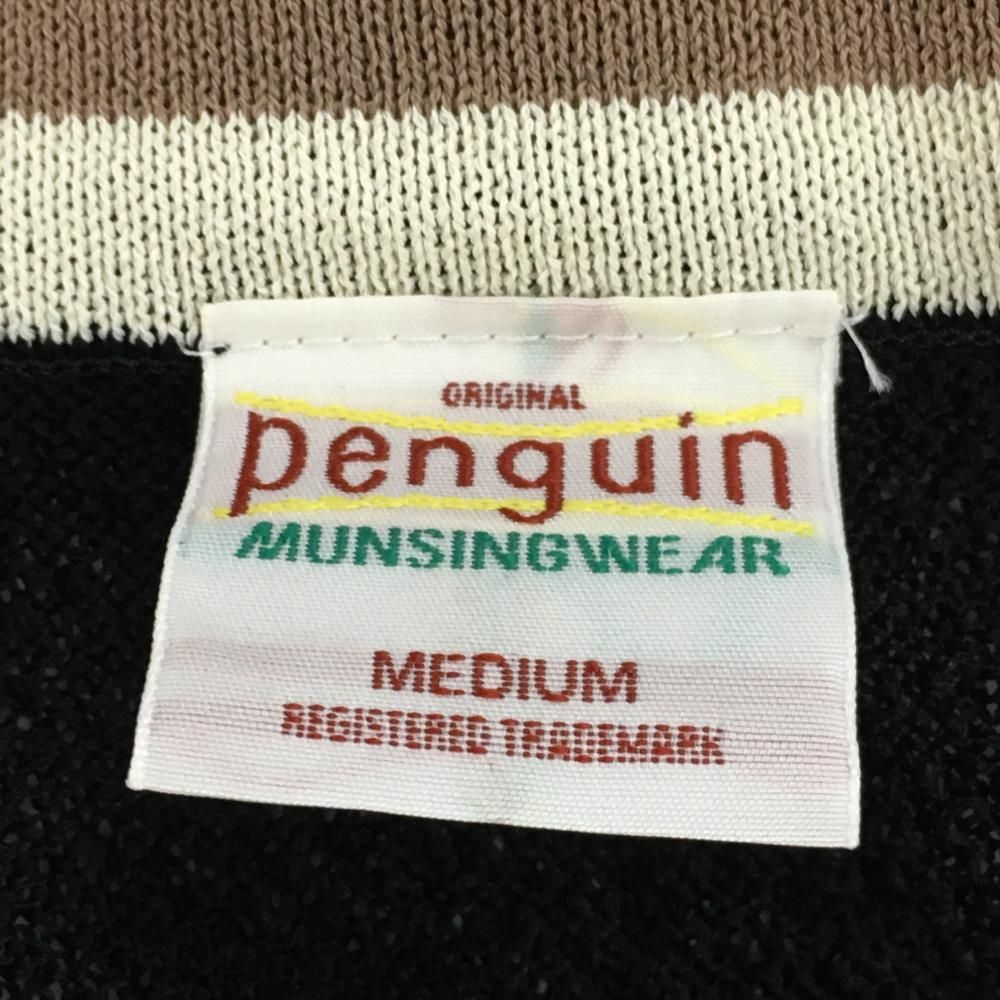 ORIGINAL
penguin
MUNSINGWEAR
MEDIUM
REGISTERED TRADEMARK